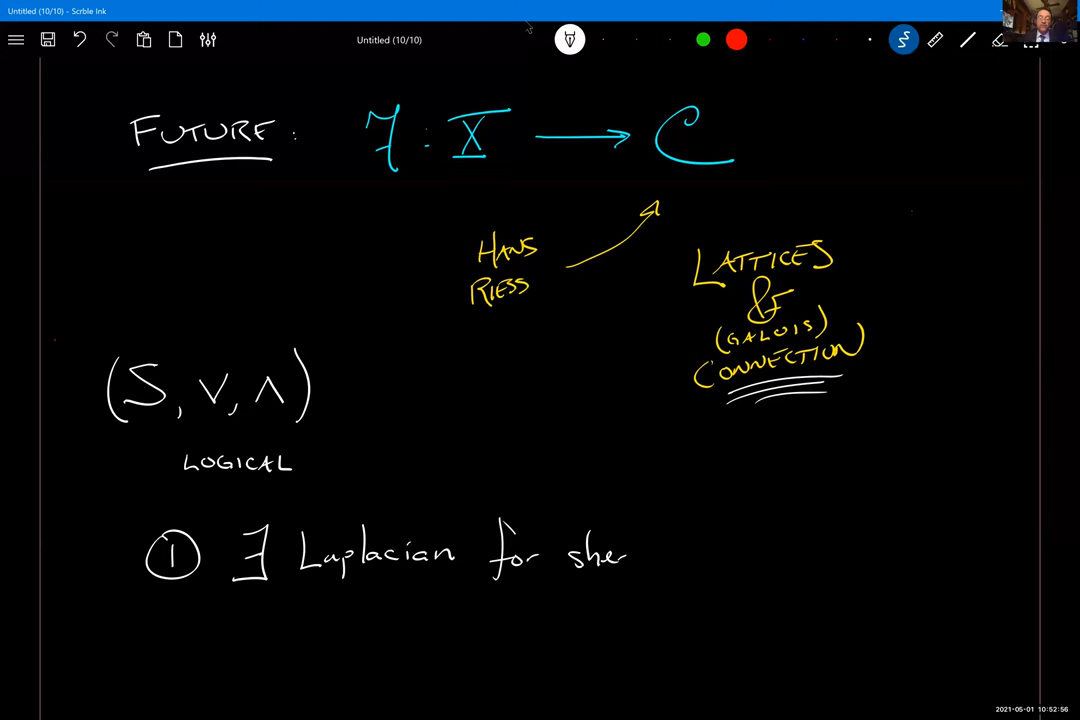 Untitled (10/10) - Scrble Ink
Untitled (10/10)
FUTURE: F : X → C
HANS
RIESS
LATTICES
&
(GALOIS)
CONNECTION
(S, ∨, ∧)
LOGICAL
① ∃ Laplacian for sher
2021-05-01 10:52:56